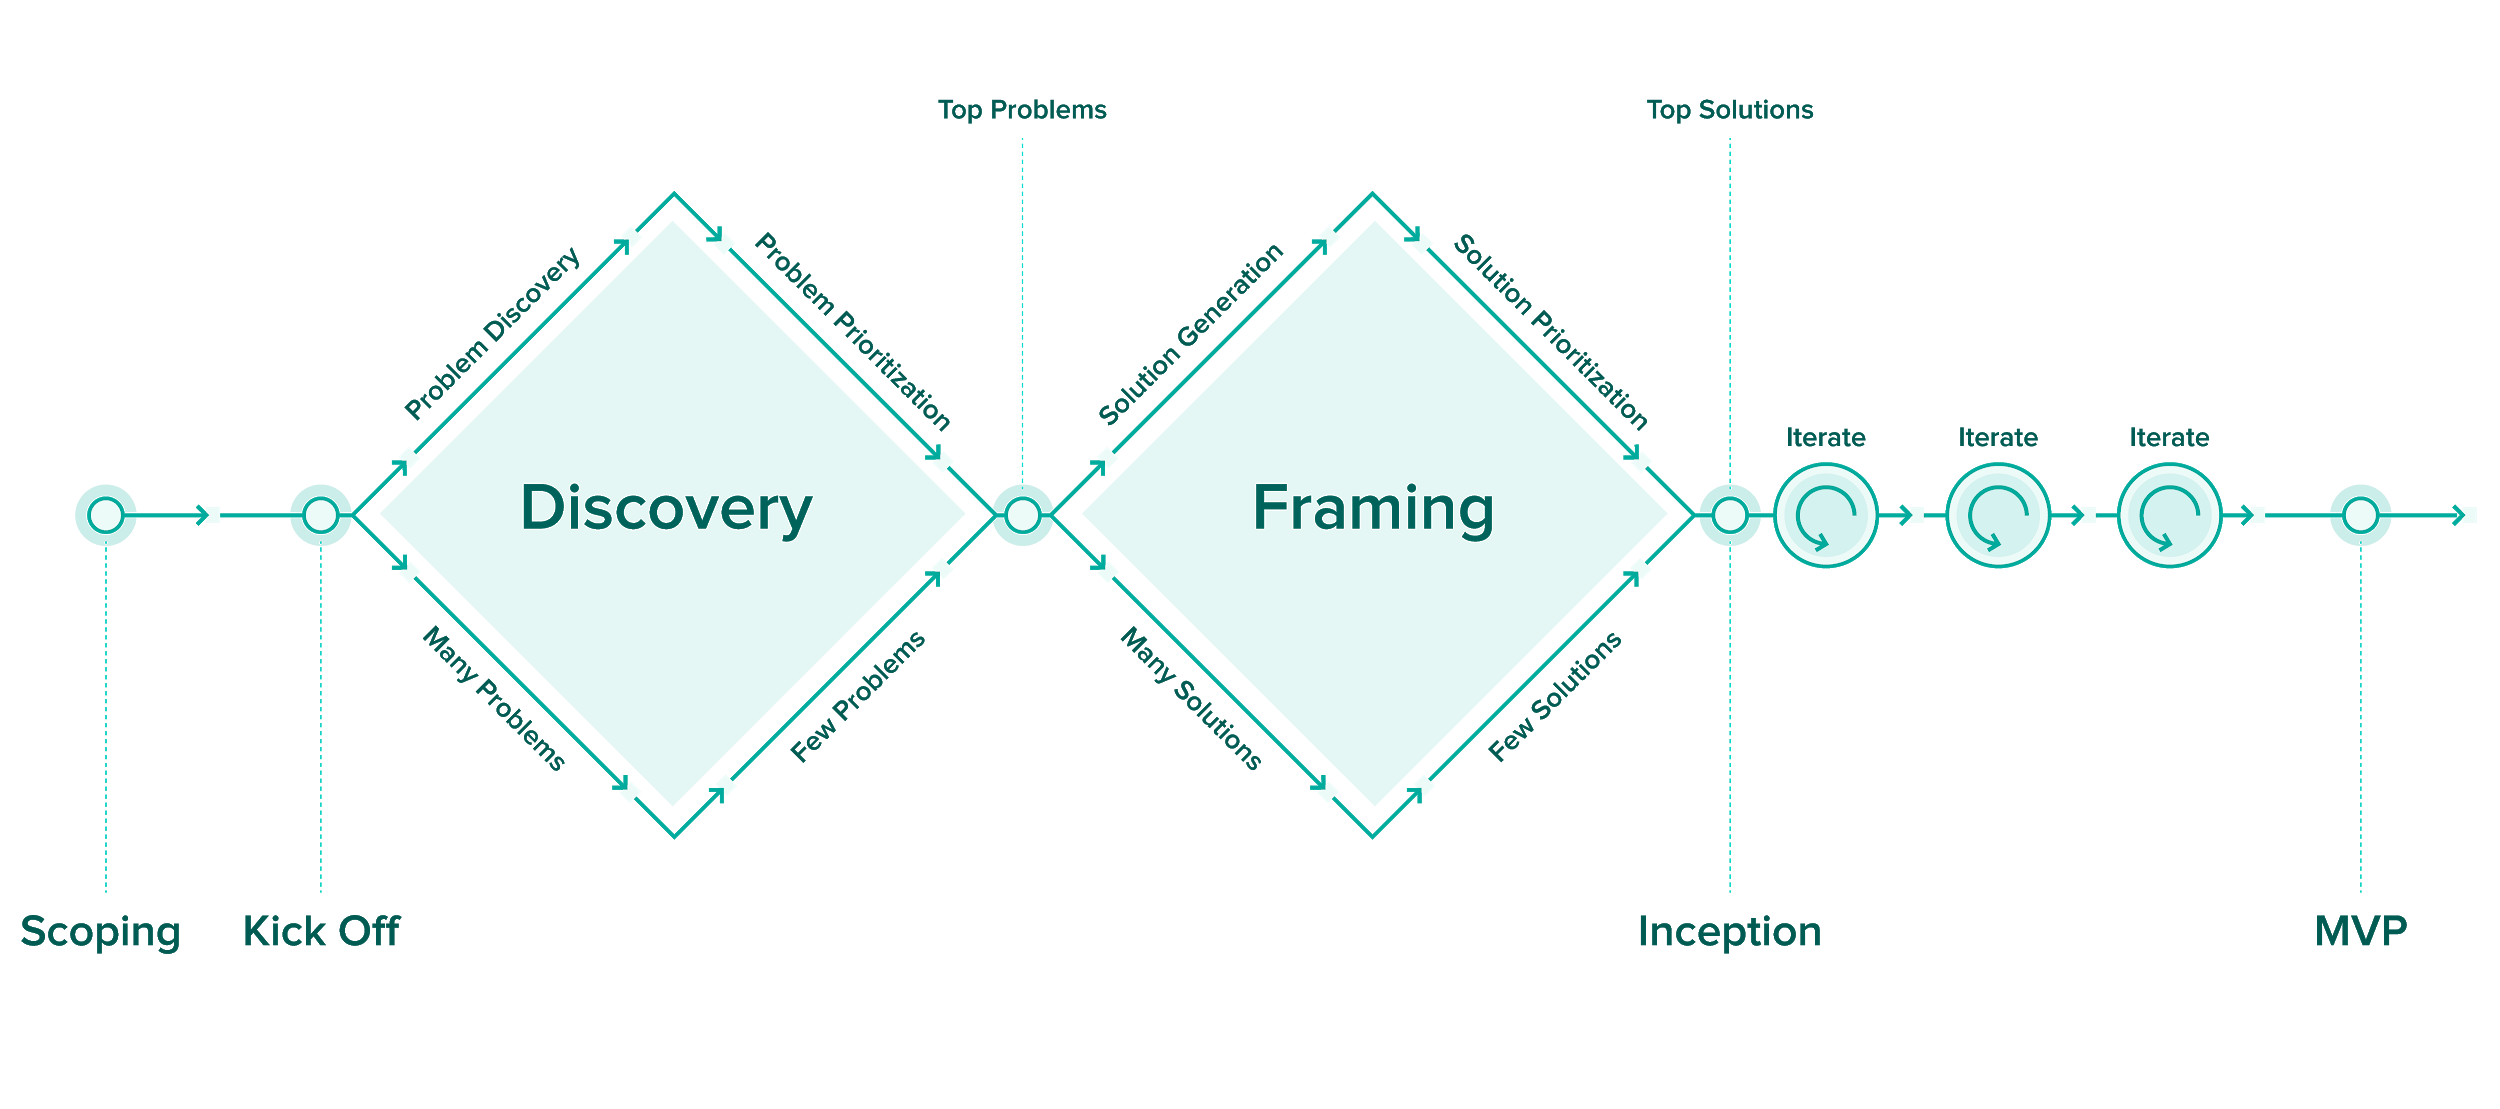 Top Problems
Top Solutions
Problem Discovery
Problem Prioritization
Solution Generation
Solution Prioritization
Iterate
Iterate
Iterate
Discovery
Framing
Many Problems
Few Problems
Many Solutions
Few Solutions
Scoping
Kick Off
Inception
MVP